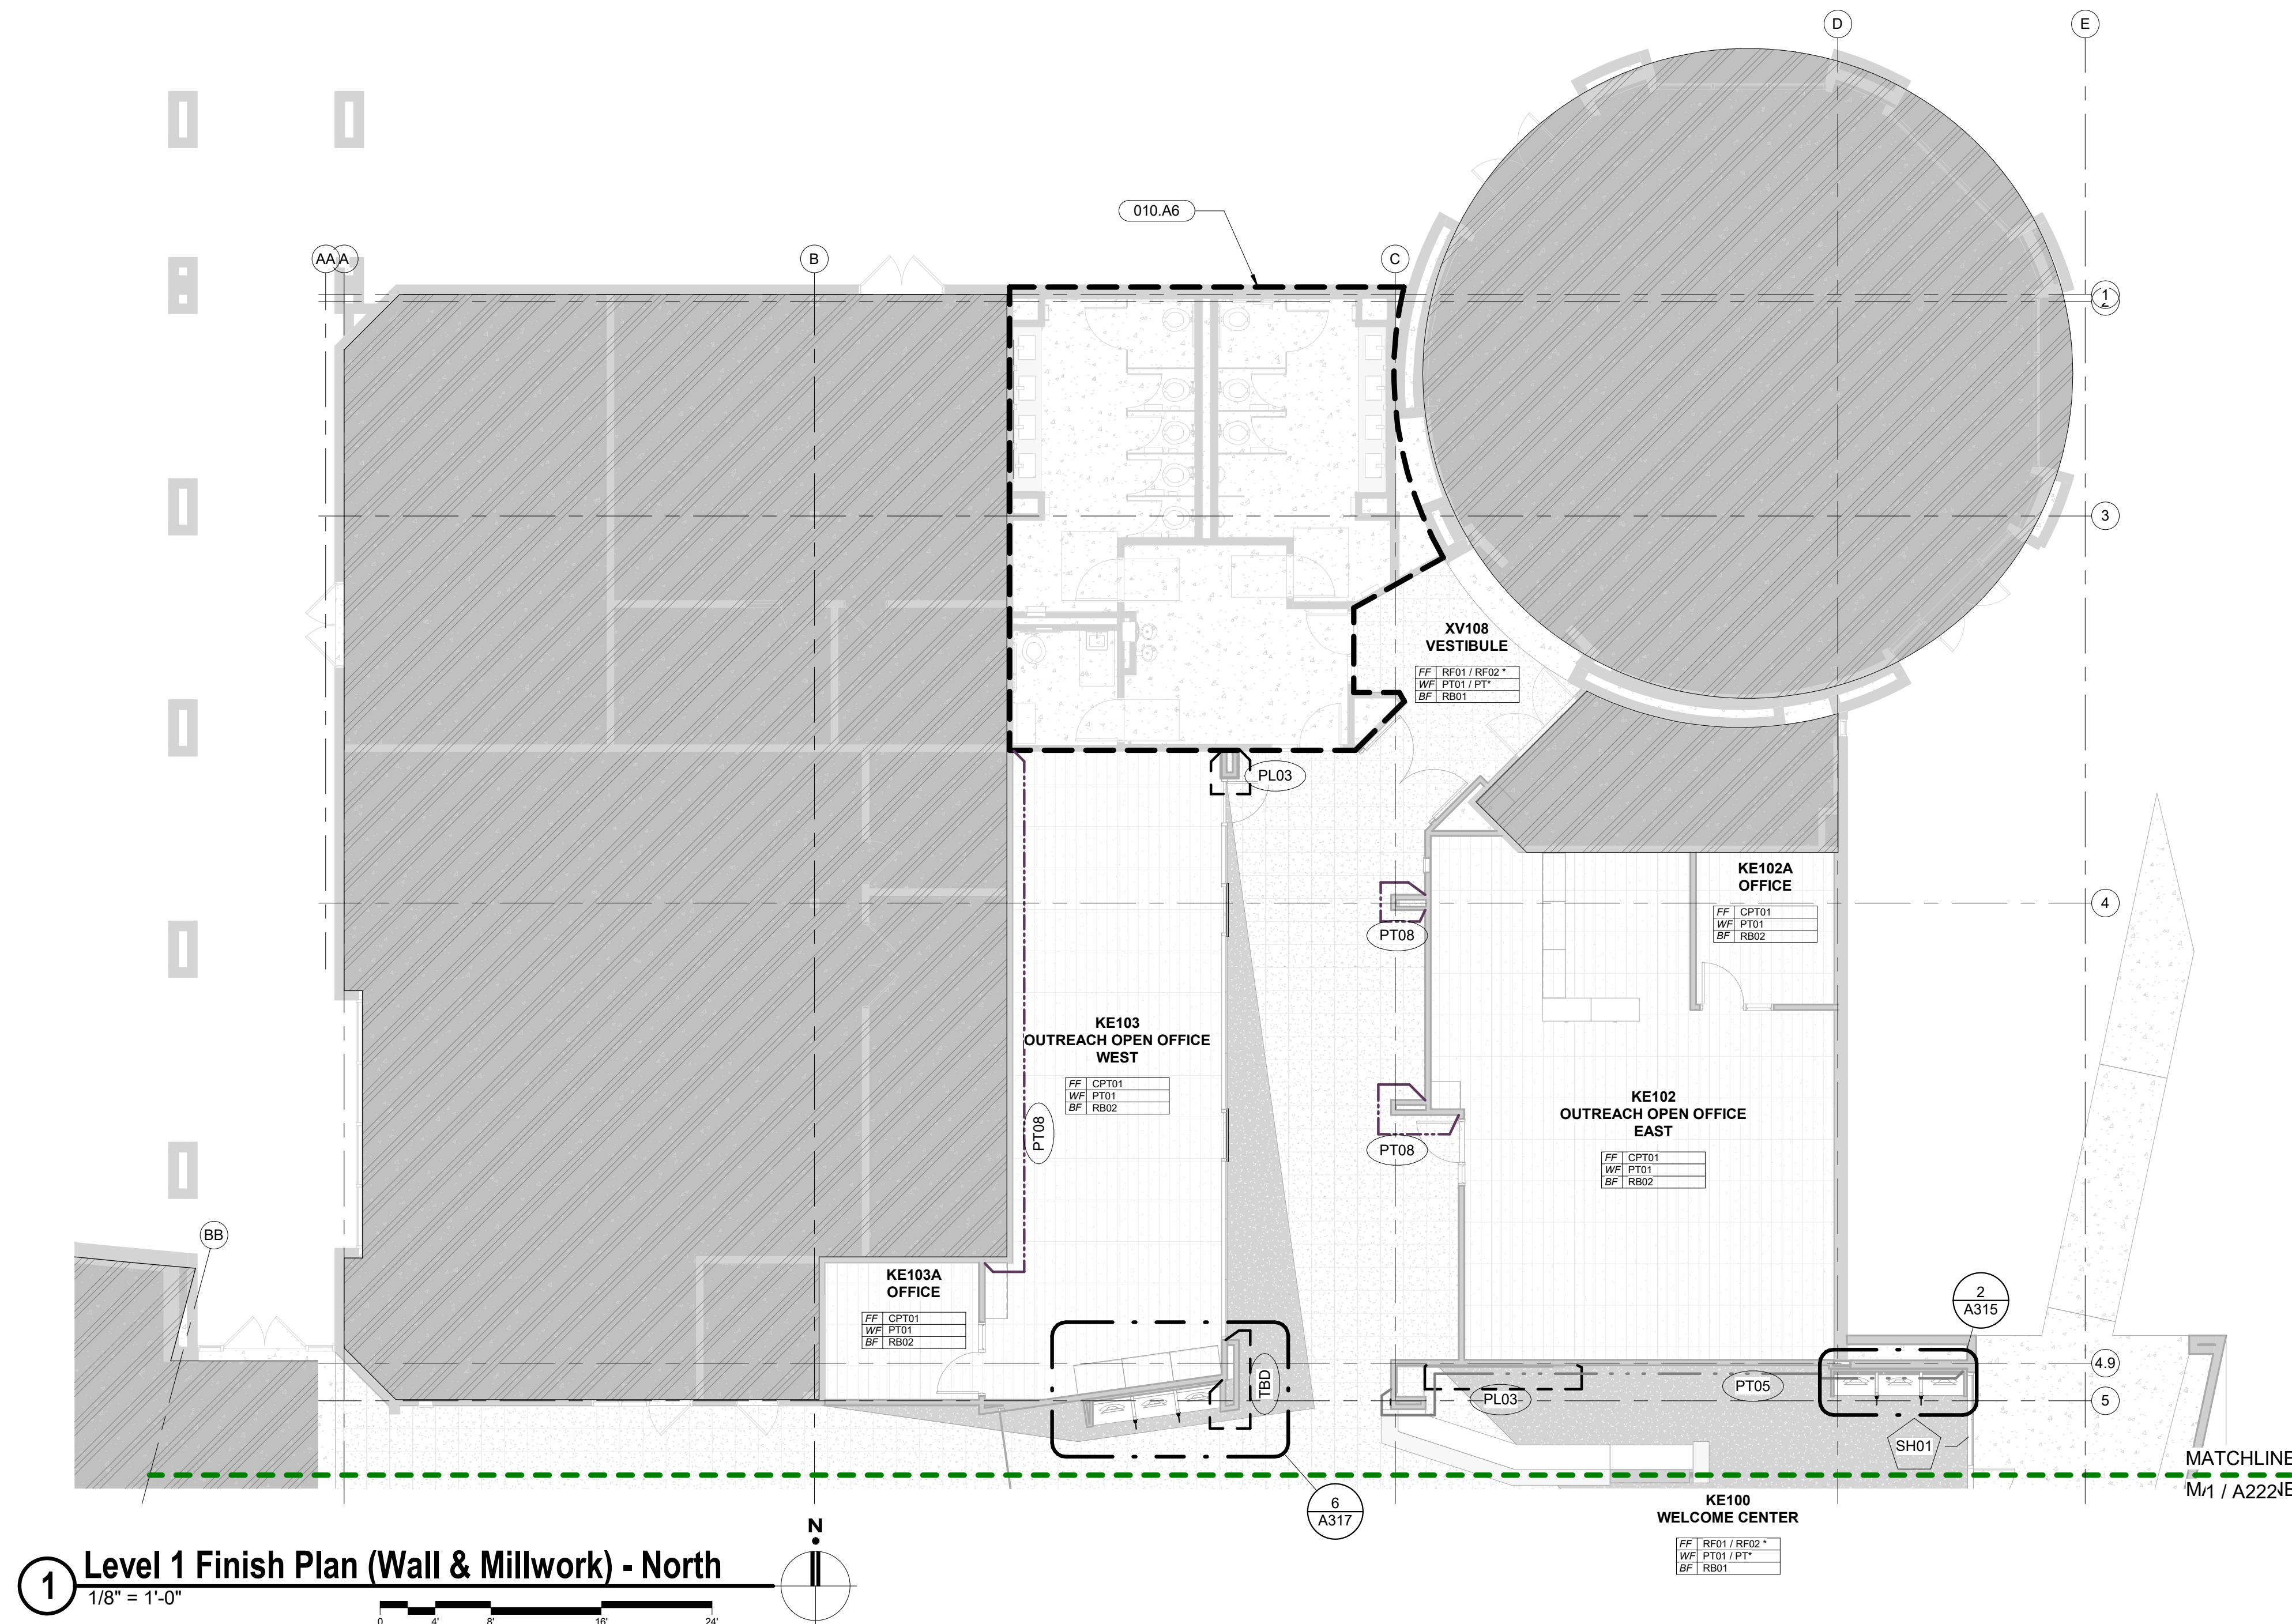 D
E
010.A6
AA
A
B
C
1
2
3
XV108
VESTIBULE
FF RF01 / RF02 *
WF PT01 / PT*
BF RB01
PL03
KE102A
OFFICE
FF CPT01
WF PT01
BF RB02
4
PT08
KE103
OUTREACH OPEN OFFICE
WEST
FF CPT01
WF PT01
BF RB02
PT08
PT08
KE102
OUTREACH OPEN OFFICE
EAST
FF CPT01
WF PT01
BF RB02
BB
KE103A
OFFICE
FF CPT01
WF PT01
BF RB02
2
A315
4.9
TBD
PL03
PT05
5
SH01
MATCHLINE
1 / A222
6
A317
KE100
WELCOME CENTER
FF RF01 / RF02 *
WF PT01 / PT*
BF RB01
N
1
Level 1 Finish Plan (Wall & Millwork) - North
1/8" = 1'-0"
0 4' 8' 16' 24'